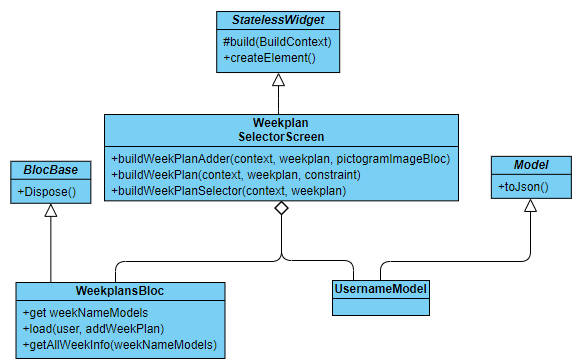 StatelessWidget
#build(BuildContext)
+createElement()
Weekplan
SelectorScreen
+buildWeekPlanAdder(context, weekplan, pictogramImageBloc)
+buildWeekPlan(context, weekplan, constraint)
+buildWeekPlanSelector(context, weekplan)
BlocBase
+Dispose()
Model
+toJson()
WeekplansBloc
+get weekNameModels
+load(user, addWeekPlan)
+getAllWeekInfo(weekNameModels)
UsernameModel